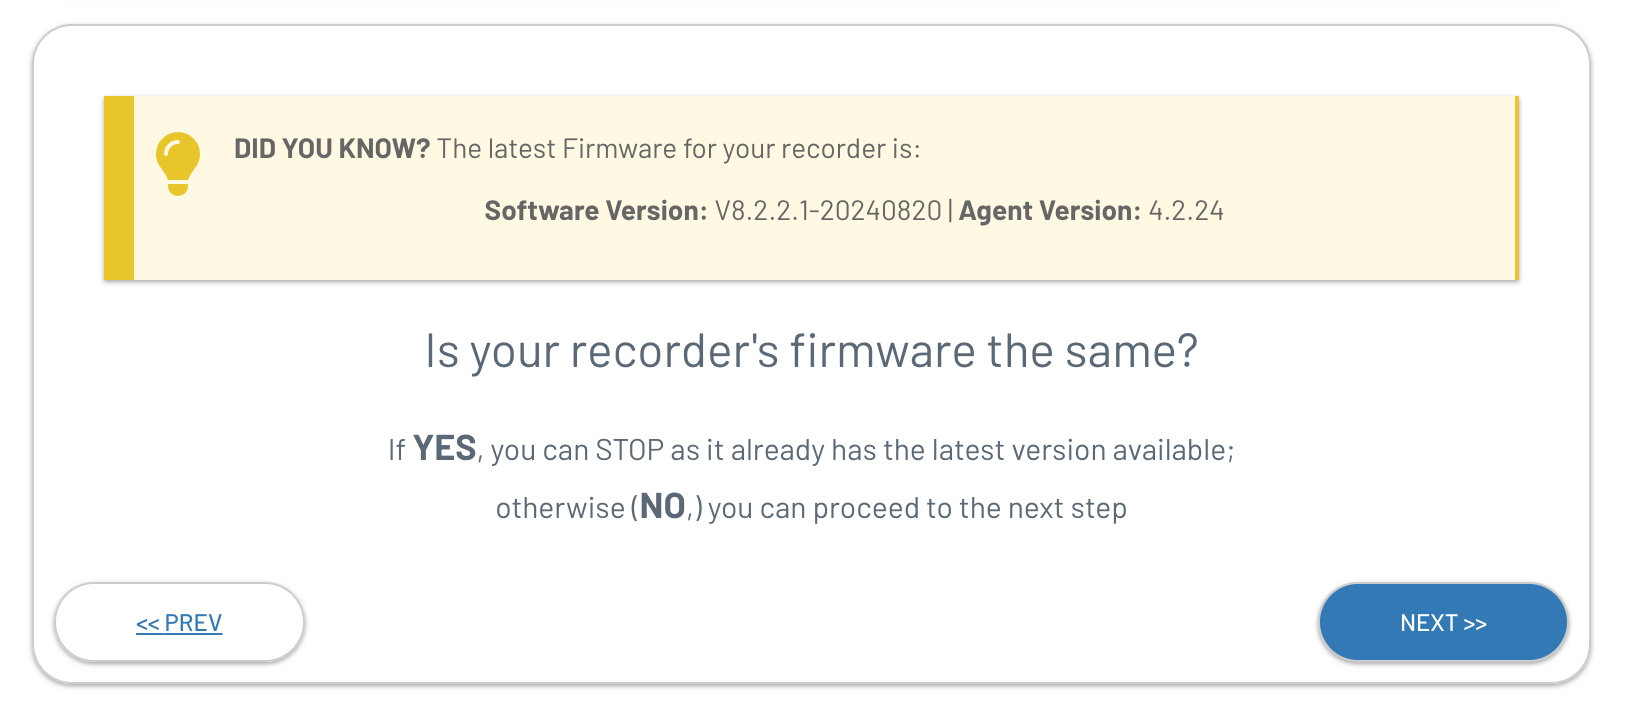 DID YOU KNOW? The latest Firmware for your recorder is:
Software Version: V8.2.2.1-20240820 | Agent Version: 4.2.24
Is your recorder's firmware the same?
If YES, you can STOP as it already has the latest version available;
otherwise (NO,) you can proceed to the next step
<< PREV
NEXT >>